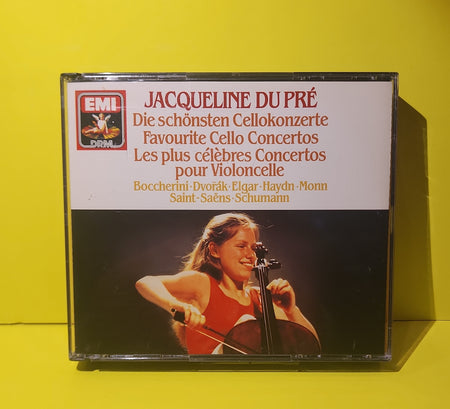 EMI
DRM
JACQUELINE DU PRÉ
Die schönsten Cellokonzerte
Favourite Cello Concertos
Les plus célèbres Concertos
pour Violoncelle
Boccherini·Dvořák·Elgar·Haydn·Monn
Saint-Saëns·Schumann